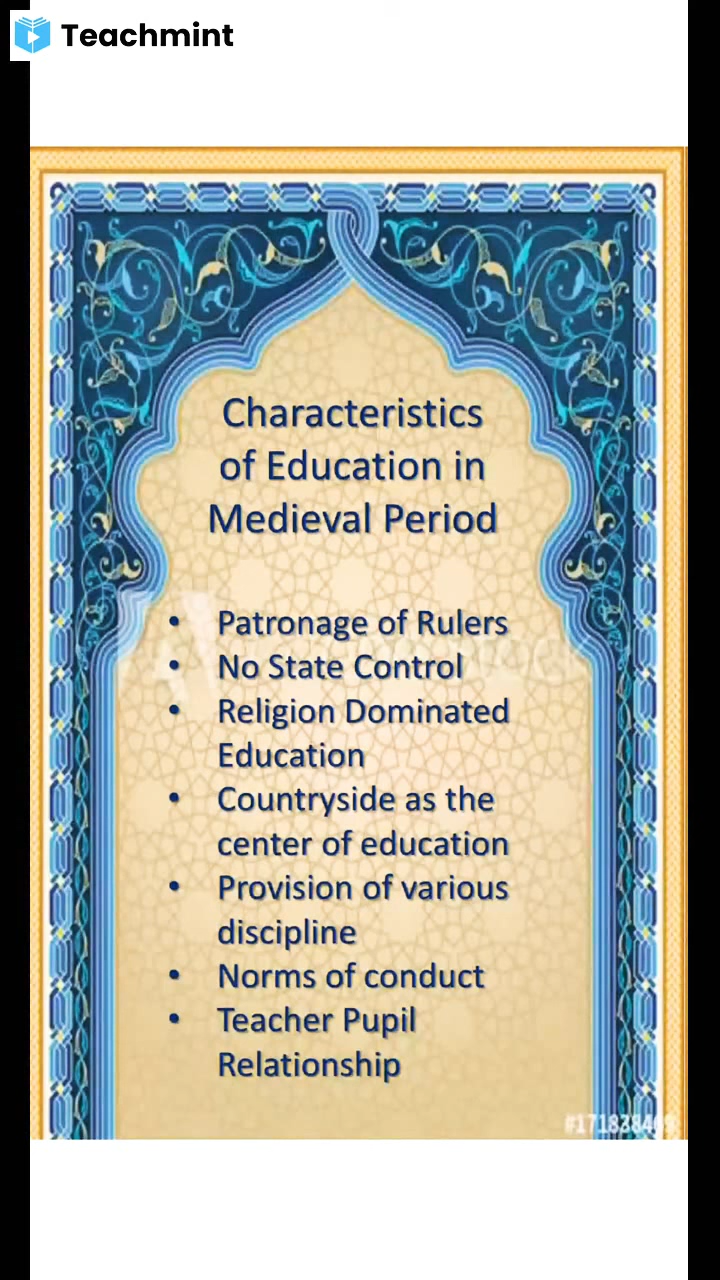 Teachmint
Characteristics
of Education in
Medieval Period
• Patronage of Rulers
• No State Control
• Religion Dominated
Education
• Countryside as the
center of education
• Provision of various
discipline
• Norms of conduct
• Teacher Pupil
Relationship